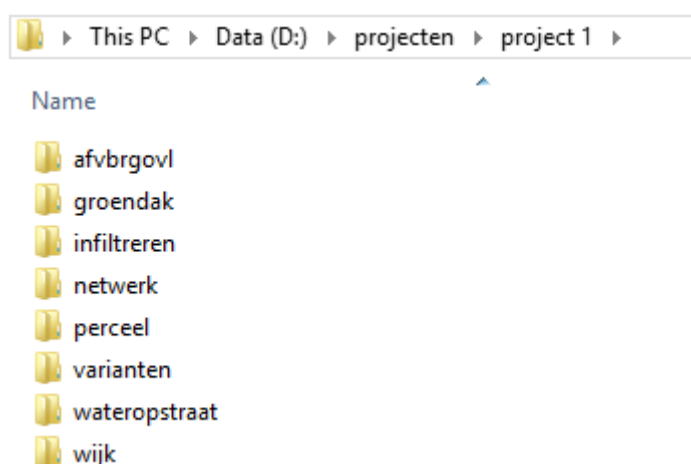 This PC Data (D:) projecten project 1
Name
afvbrgovl
groendak
infiltreren
netwerk
perceel
varianten
wateropstraat
wijk